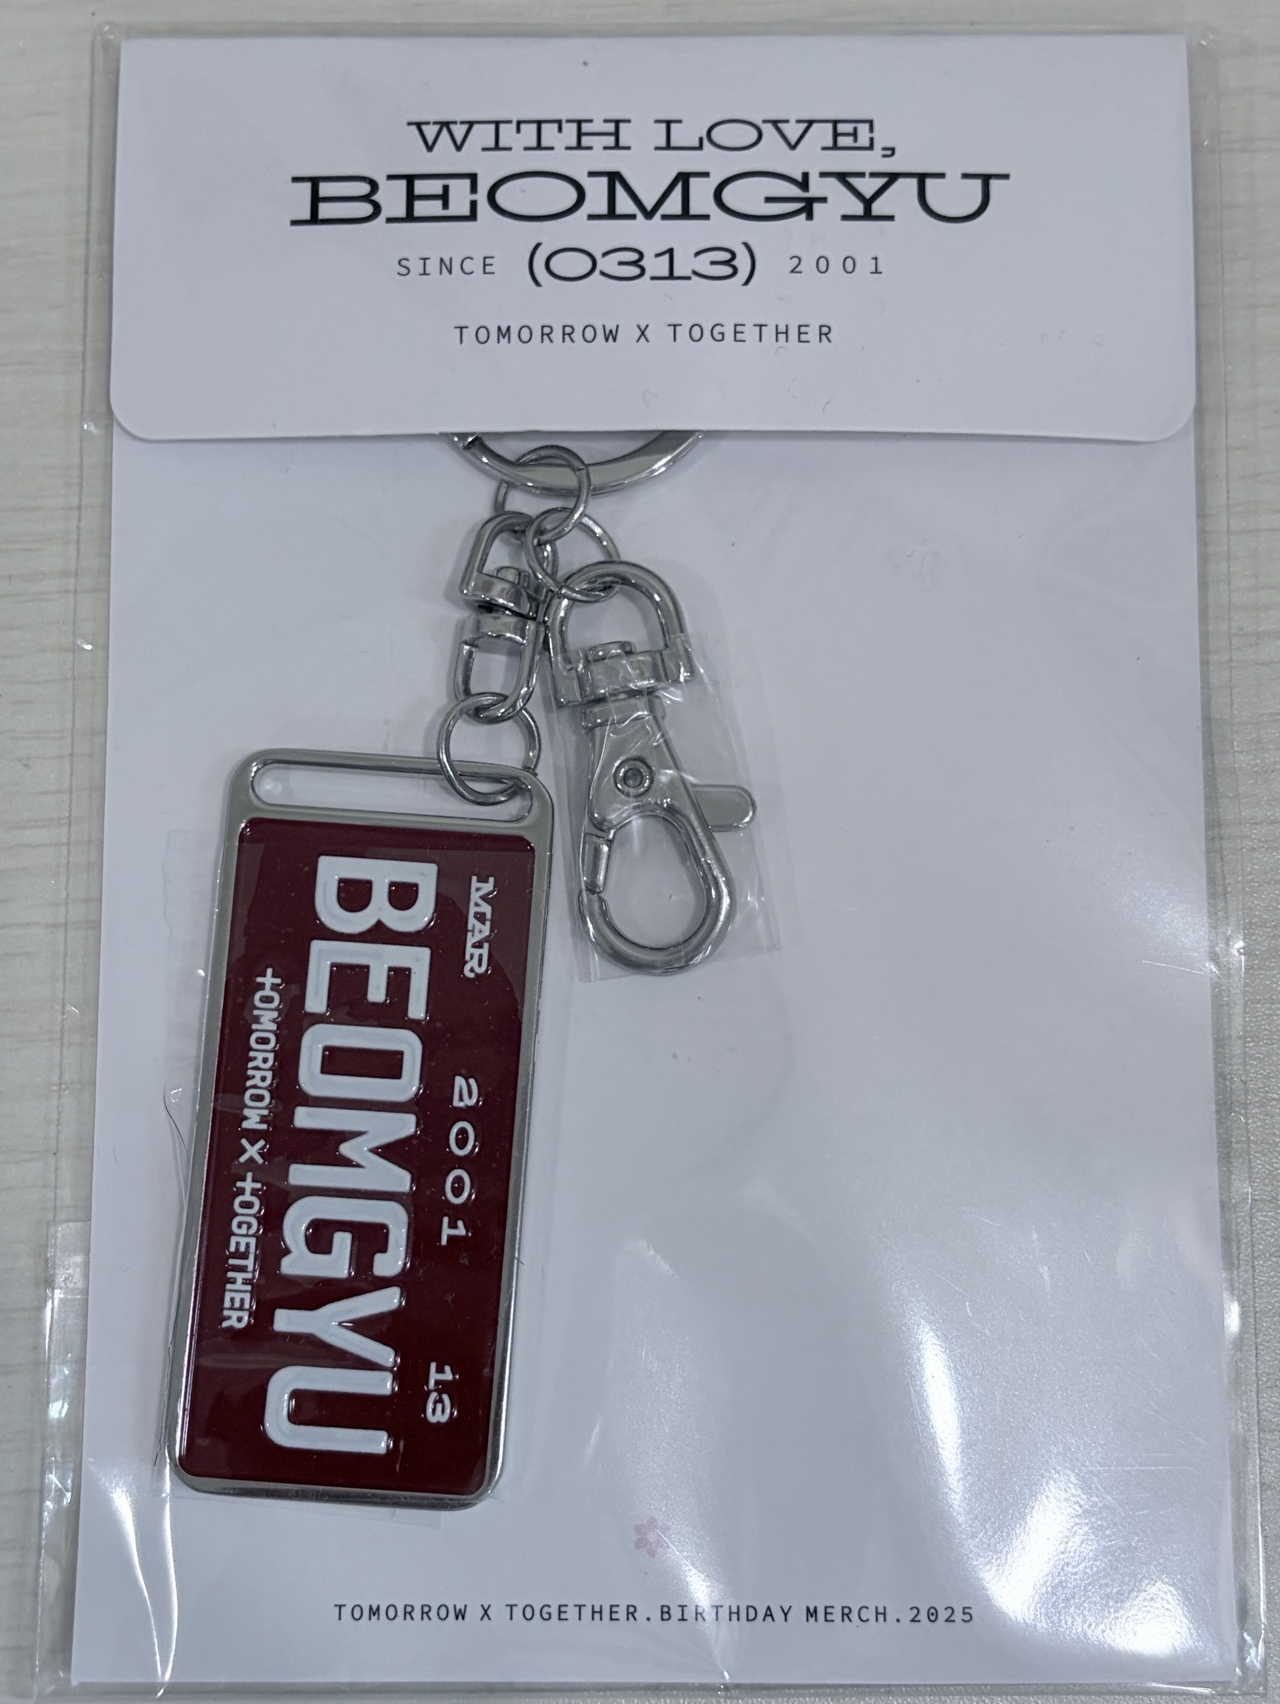 WITH LOVE,
BEOMGYU
SINCE (0313) 2001
TOMORROW X TOGETHER
MAR 2001 13
BEOMGYU
TOMORROW X TOGETHER
TOMORROW X TOGETHER.BIRTHDAY MERCH.2025